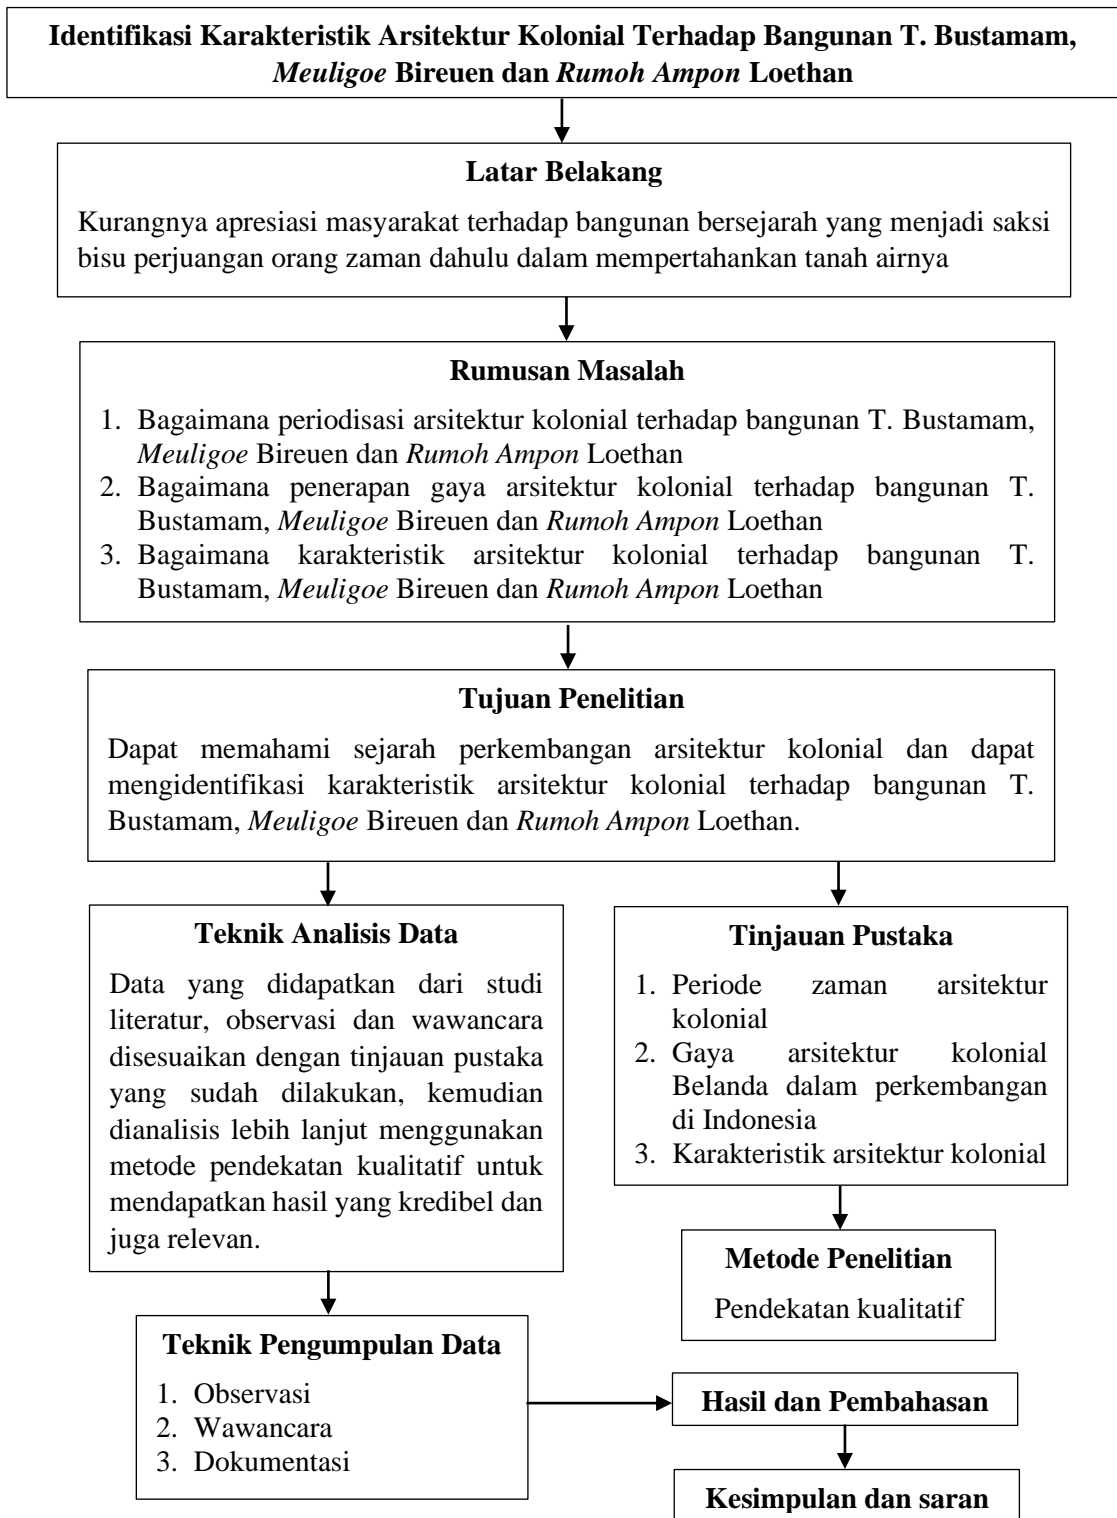 Identifikasi Karakteristik Arsitektur Kolonial Terhadap Bangunan T. Bustamam,
Meuligoe Bireuen dan Rumoh Ampon Loethan
Latar Belakang
Kurangnya apresiasi masyarakat terhadap bangunan bersejarah yang menjadi saksi
bisu perjuangan orang zaman dahulu dalam mempertahankan tanah airnya
Rumusan Masalah
1. Bagaimana periodisasi arsitektur kolonial terhadap bangunan T. Bustamam,
Meuligoe Bireuen dan Rumoh Ampon Loethan
2. Bagaimana penerapan gaya arsitektur kolonial terhadap bangunan T.
Bustamam, Meuligoe Bireuen dan Rumoh Ampon Loethan
3. Bagaimana karakteristik arsitektur kolonial terhadap bangunan T.
Bustamam, Meuligoe Bireuen dan Rumoh Ampon Loethan
Tujuan Penelitian
Dapat memahami sejarah perkembangan arsitektur kolonial dan dapat
mengidentifikasi karakteristik arsitektur kolonial terhadap bangunan T.
Bustamam, Meuligoe Bireuen dan Rumoh Ampon Loethan.
Teknik Analisis Data
Data yang didapatkan dari studi
literatur, observasi dan wawancara
disesuaikan dengan tinjauan pustaka
yang sudah dilakukan, kemudian
dianalisis lebih lanjut menggunakan
metode pendekatan kualitatif untuk
mendapatkan hasil yang kredibel dan
juga relevan.
Tinjauan Pustaka
1. Periode zaman arsitektur
kolonial
2. Gaya arsitektur kolonial
Belanda dalam perkembangan
di Indonesia
3. Karakteristik arsitektur kolonial
Metode Penelitian
Pendekatan kualitatif
Teknik Pengumpulan Data
1. Observasi
2. Wawancara
3. Dokumentasi
Hasil dan Pembahasan
Kesimpulan dan saran